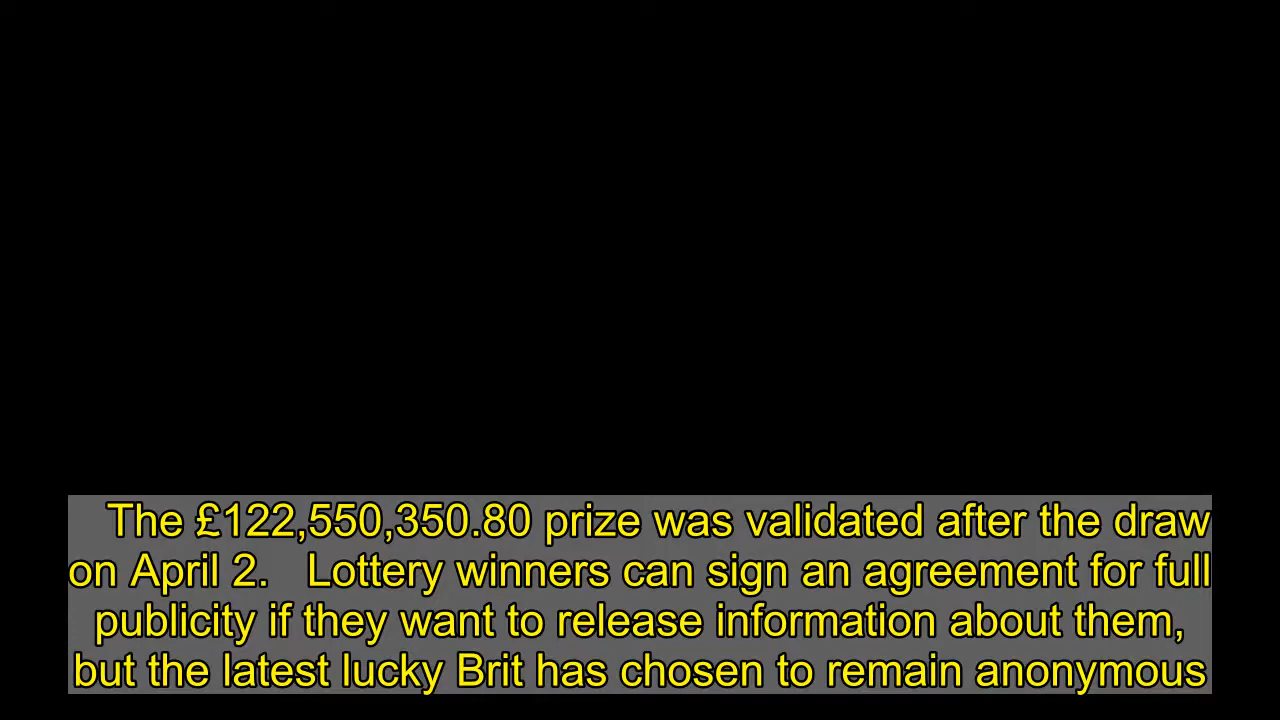 The £122,550,350.80 prize was validated after the draw
on April 2.   Lottery winners can sign an agreement for full
publicity if they want to release information about them,
but the latest lucky Brit has chosen to remain anonymous